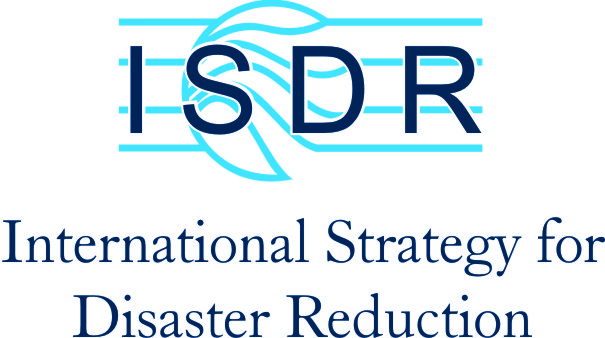 ISDR
International Strategy for
Disaster Reduction